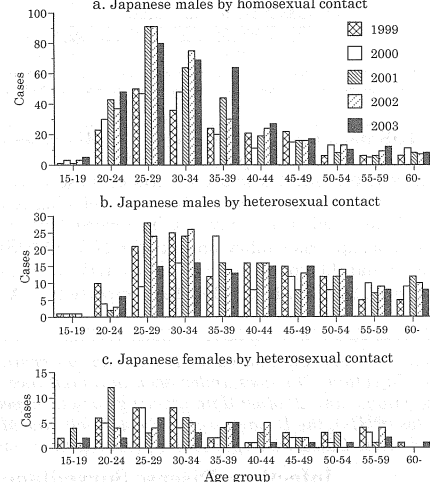 a. Japanese males by homosexual contact
100
80
60
40
20
0
Cases
1999
2000
2001
2002
2003
15-19 20-24 25-29 30-34 35-39 40-44 45-49 50-54 55-59 60-
b. Japanese males by heterosexual contact
30
25
20
15
10
5
0
Cases
15-19 20-24 25-29 30-34 35-39 40-44 45-49 50-54 55-59 60-
c. Japanese females by heterosexual contact
15
10
5
0
Cases
15-19 20-24 25-29 30-34 35-39 40-44 45-49 50-54 55-59 60-
Age group